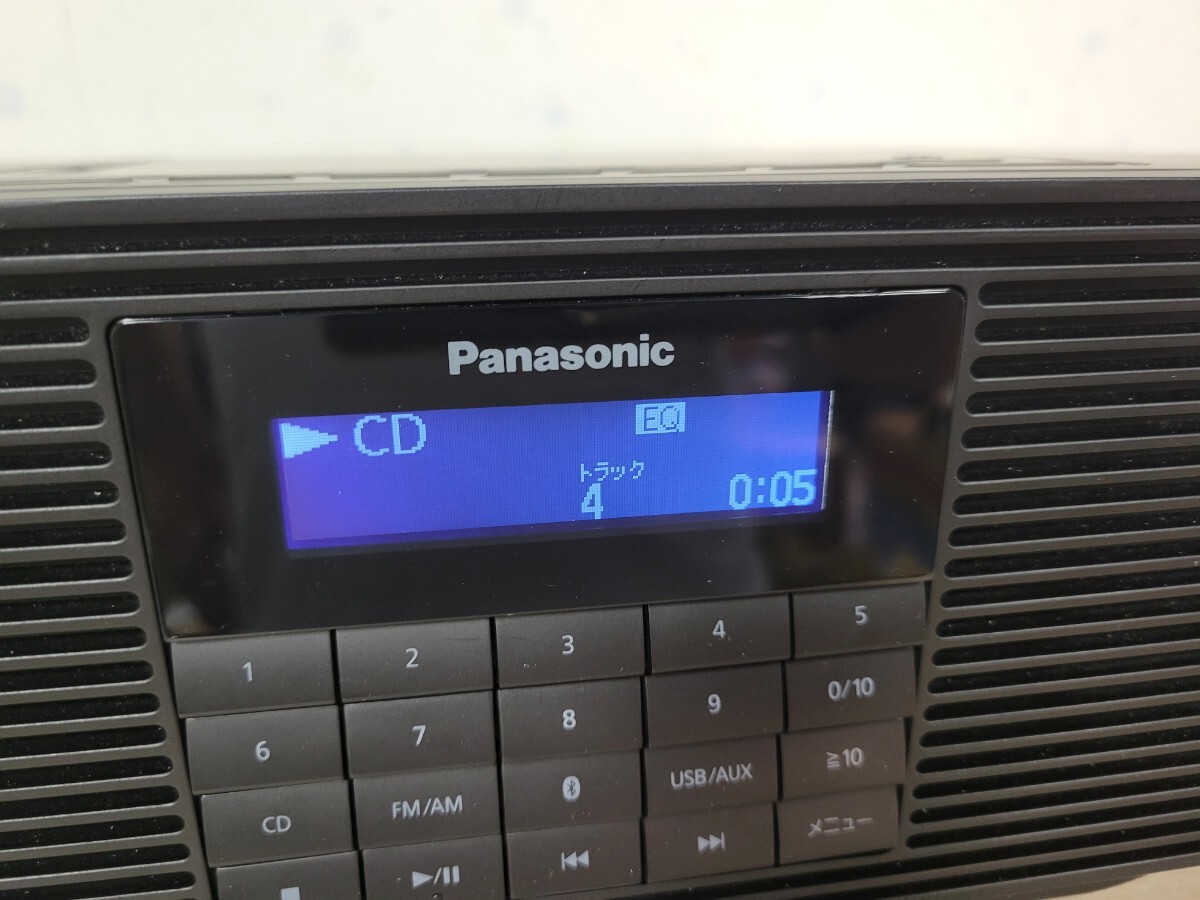 Panasonic
▶ CD EQ
トラック
4 0:05
1 2 3 4 5
6 7 8 9 0/10
CD FM/AM USB/AUX ≧10
■ ▶/II ⏮ ⏭ メニュー